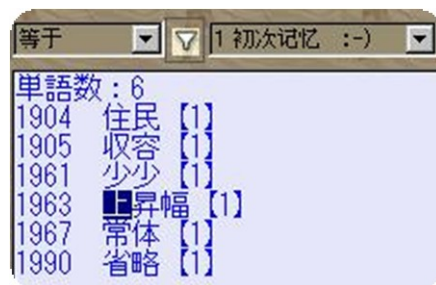 等于 1 初次记忆 :-)
単語数：6
1904 住民【1】
1905 収容【1】
1961 少少【1】
1963 上昇幅【1】
1967 常体【1】
1990 省略【1】